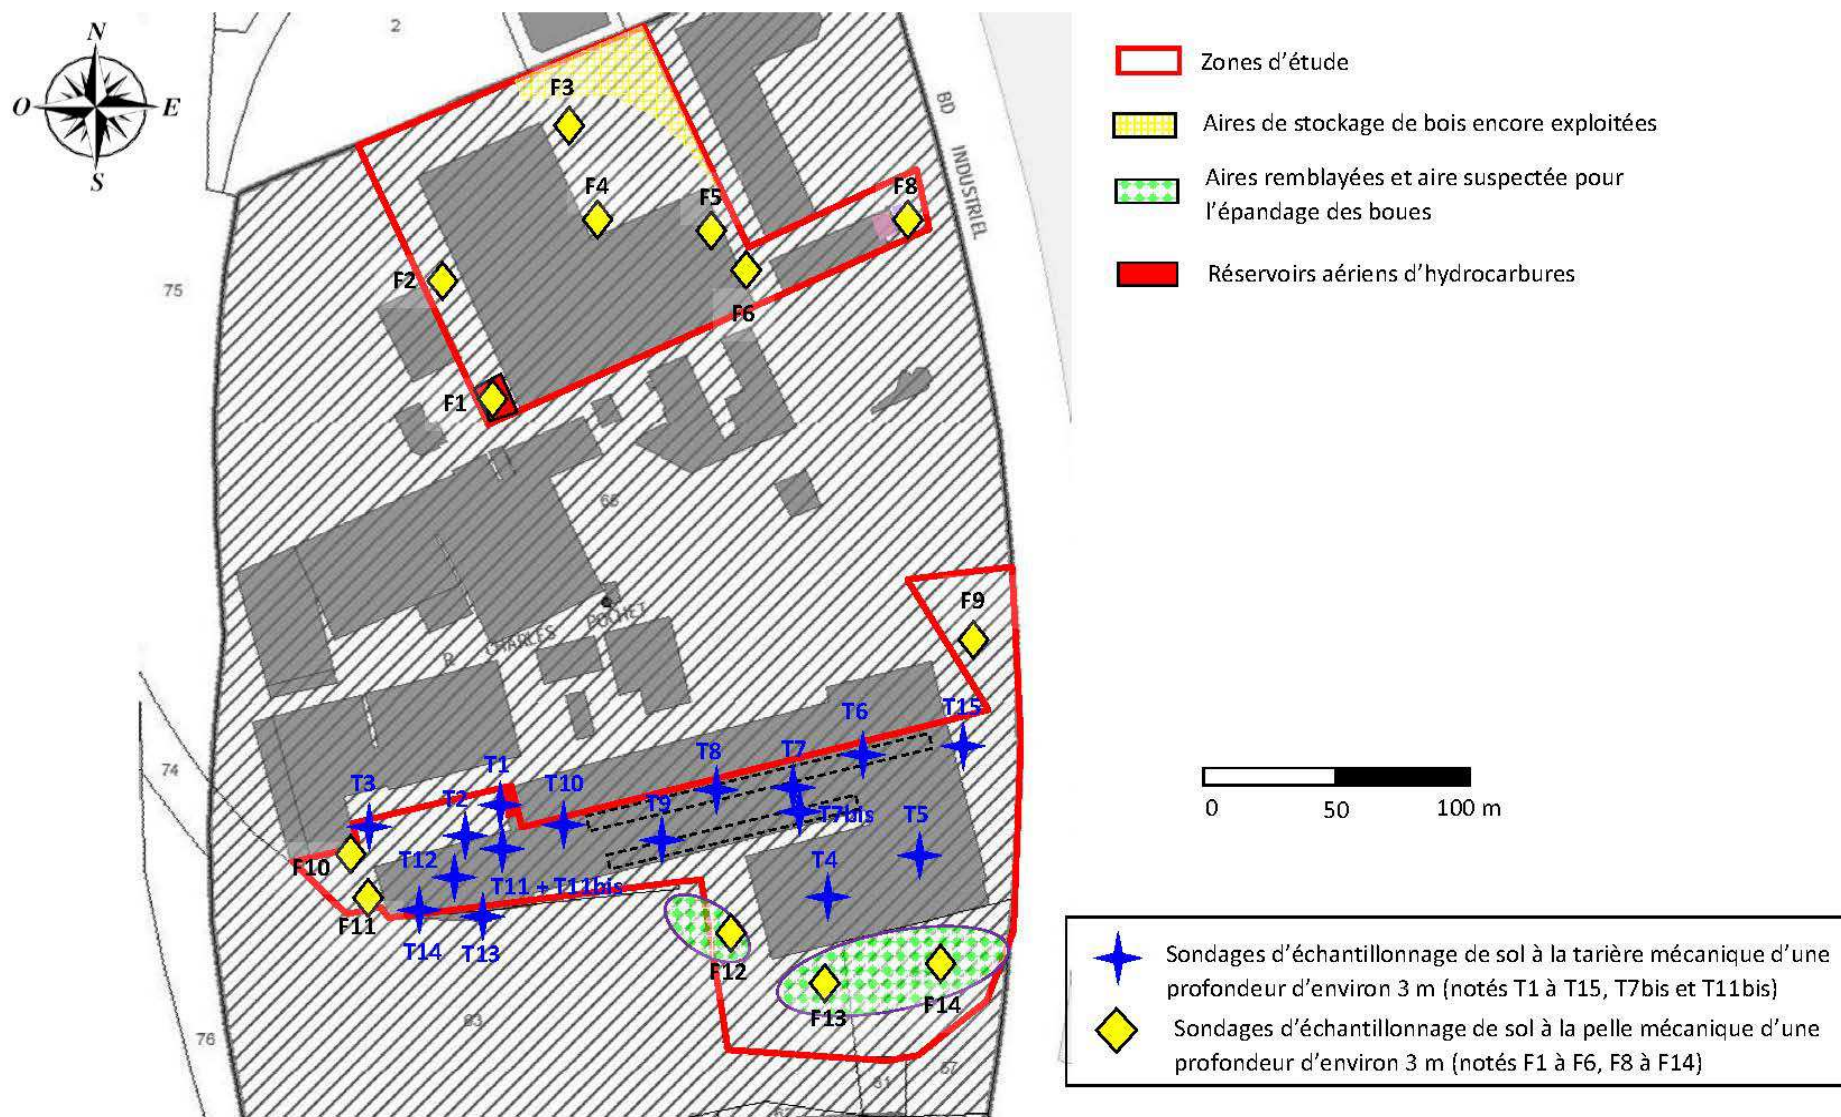 N
O
E
S
2
75
BD
INDUSTRIEL
F3
F4
F5
F8
F2
F6
F1
Zones d'étude
Aires de stockage de bois encore exploitées
Aires remblayées et aire suspectée pour
l'épandage des boues
Réservoirs aériens d'hydrocarbures
R CHARLES POCHET
F9
T6
T15
T1
T8
T7
T3
T10
T2
T9
T7bis
T5
74
T12
T4
F10
T11 + T11bis
F11
T14
T13
F12
F13
F14
76
0
50
100 m
Sondages d'échantillonnage de sol à la tarière mécanique d'une
profondeur d'environ 3 m (notés T1 à T15, T7bis et T11bis)
Sondages d'échantillonnage de sol à la pelle mécanique d'une
profondeur d'environ 3 m (notés F1 à F6, F8 à F14)